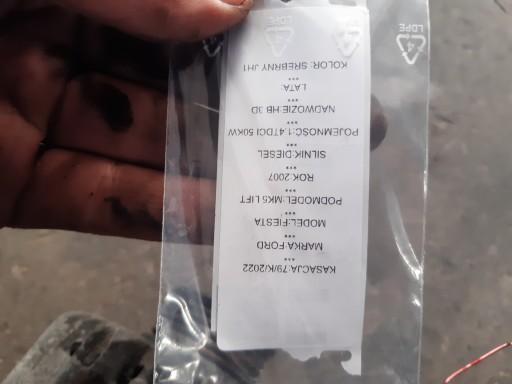 KASACJA:79/K/2022
***
MARKA:FORD
***
MODEL:FIESTA
***
PODMODEL:MK5 LIFT
***
ROK:2007
***
SILNIK:DIESEL
***
POJEMNOSC:1.4TDCI 50KW
***
NADWOZIE:HB 3D
***
LATA:
***
KOLOR: SREBRNY JH1
4
LDPE
LDPE
LDPE